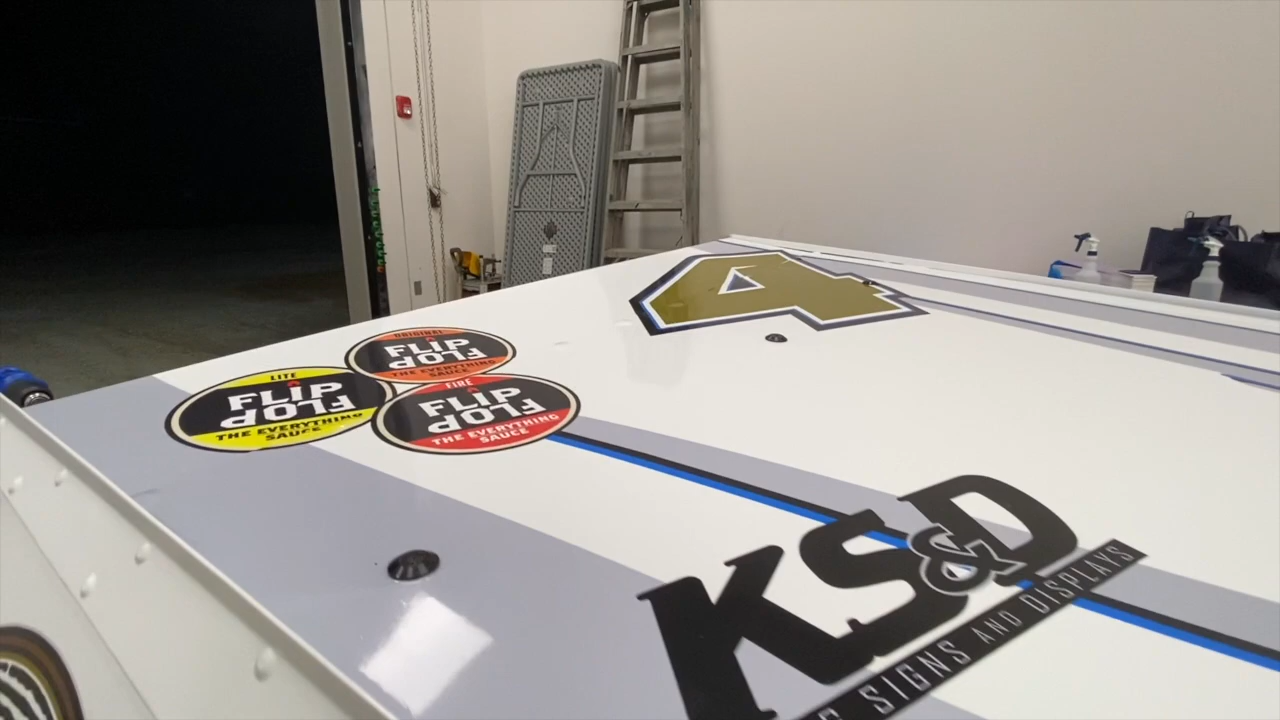 4
ORIGINAL
FLIP
FLOP
THE EVERYTHING
SAUCE
LITE
FLIP
FLOP
THE EVERYTHING
SAUCE
FIRE
FLIP
FLOP
THE EVERYTHING
SAUCE
KS&D
SIGNS AND DISPLAYS